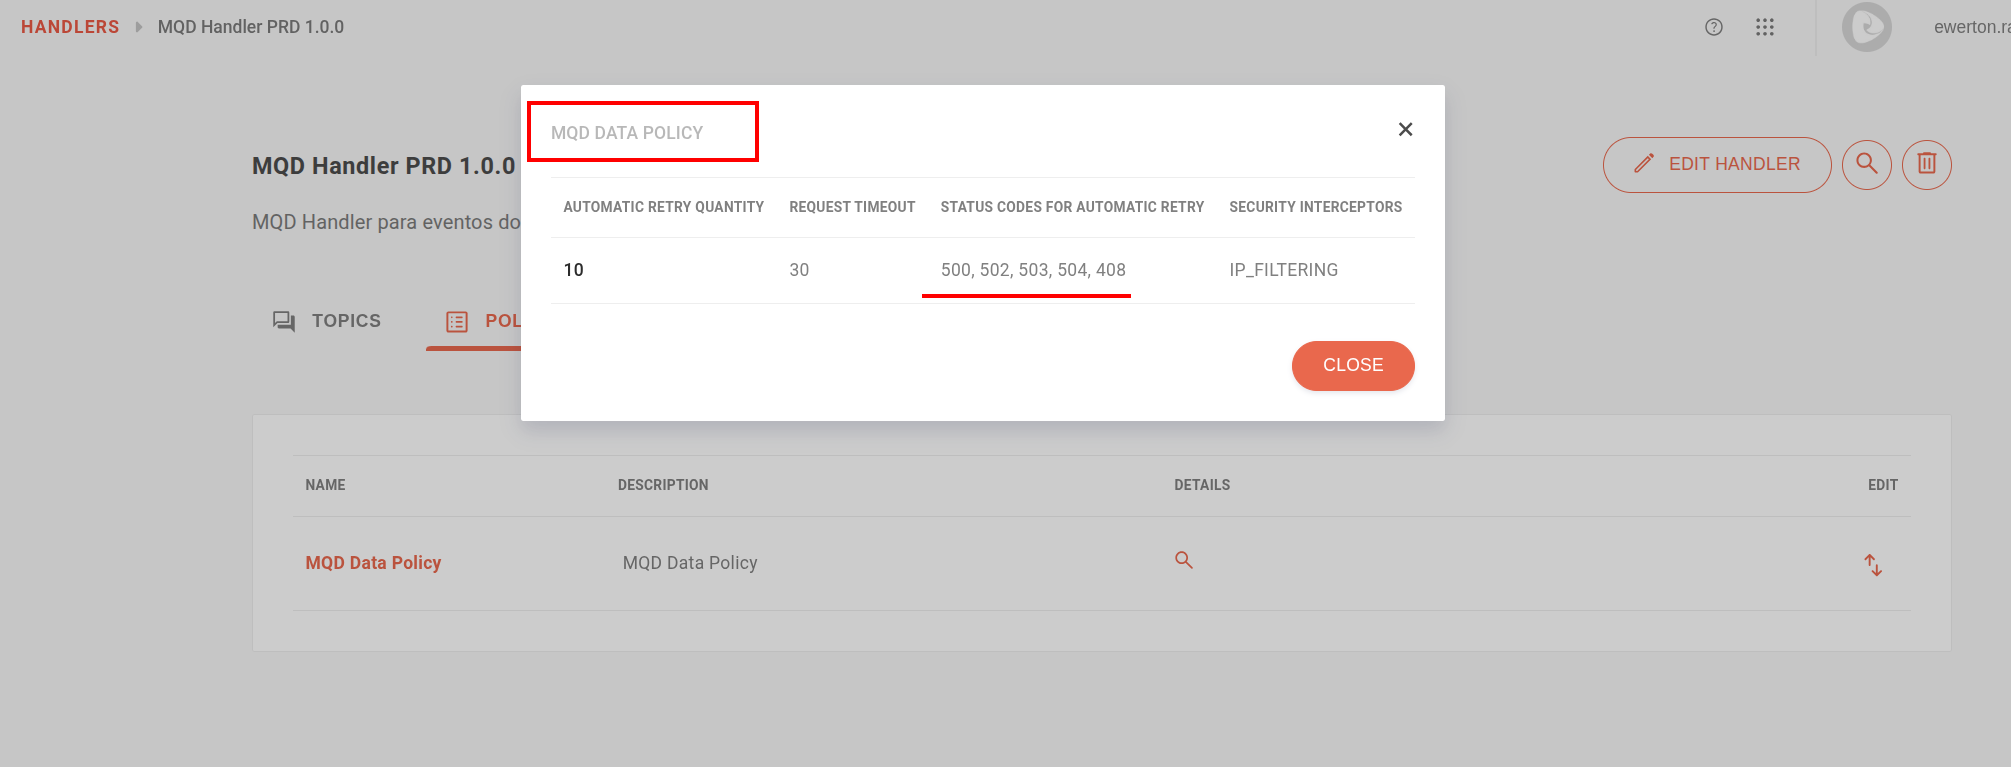 HANDLERS MQD Handler PRD 1.0.0
ewerton.ra
MQD DATA POLICY
MQD Handler PRD 1.0.0
EDIT HANDLER
AUTOMATIC RETRY QUANTITY REQUEST TIMEOUT STATUS CODES FOR AUTOMATIC RETRY SECURITY INTERCEPTORS
MQD Handler para eventos do
10 30 500, 502, 503, 504, 408 IP_FILTERING
TOPICS POL
CLOSE
NAME DESCRIPTION DETAILS EDIT
MQD Data Policy MQD Data Policy